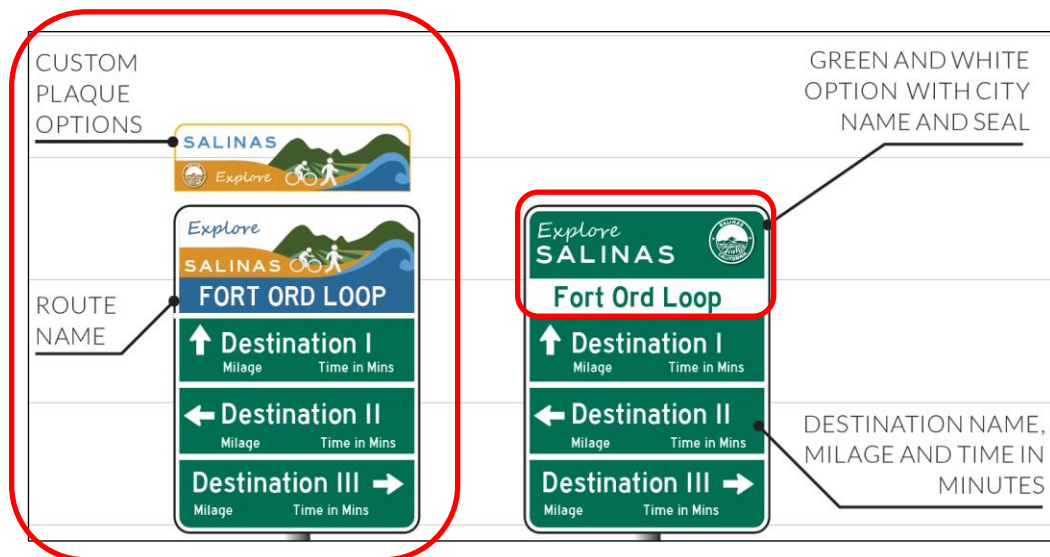 CUSTOM
PLAQUE
OPTIONS
SALINAS
Explore
Explore
SALINAS
FORT ORD LOOP
ROUTE
NAME
Destination I
Milage Time in Mins
Destination II
Milage Time in Mins
Destination III
Milage Time in Mins
GREEN AND WHITE
OPTION WITH CITY
NAME AND SEAL
Explore
SALINAS
SALINAS
CALIFORNIA
Fort Ord Loop
Destination I
Milage Time in Mins
Destination II
Milage Time in Mins
Destination III
Milage Time in Mins
DESTINATION NAME,
MILAGE AND TIME IN
MINUTES